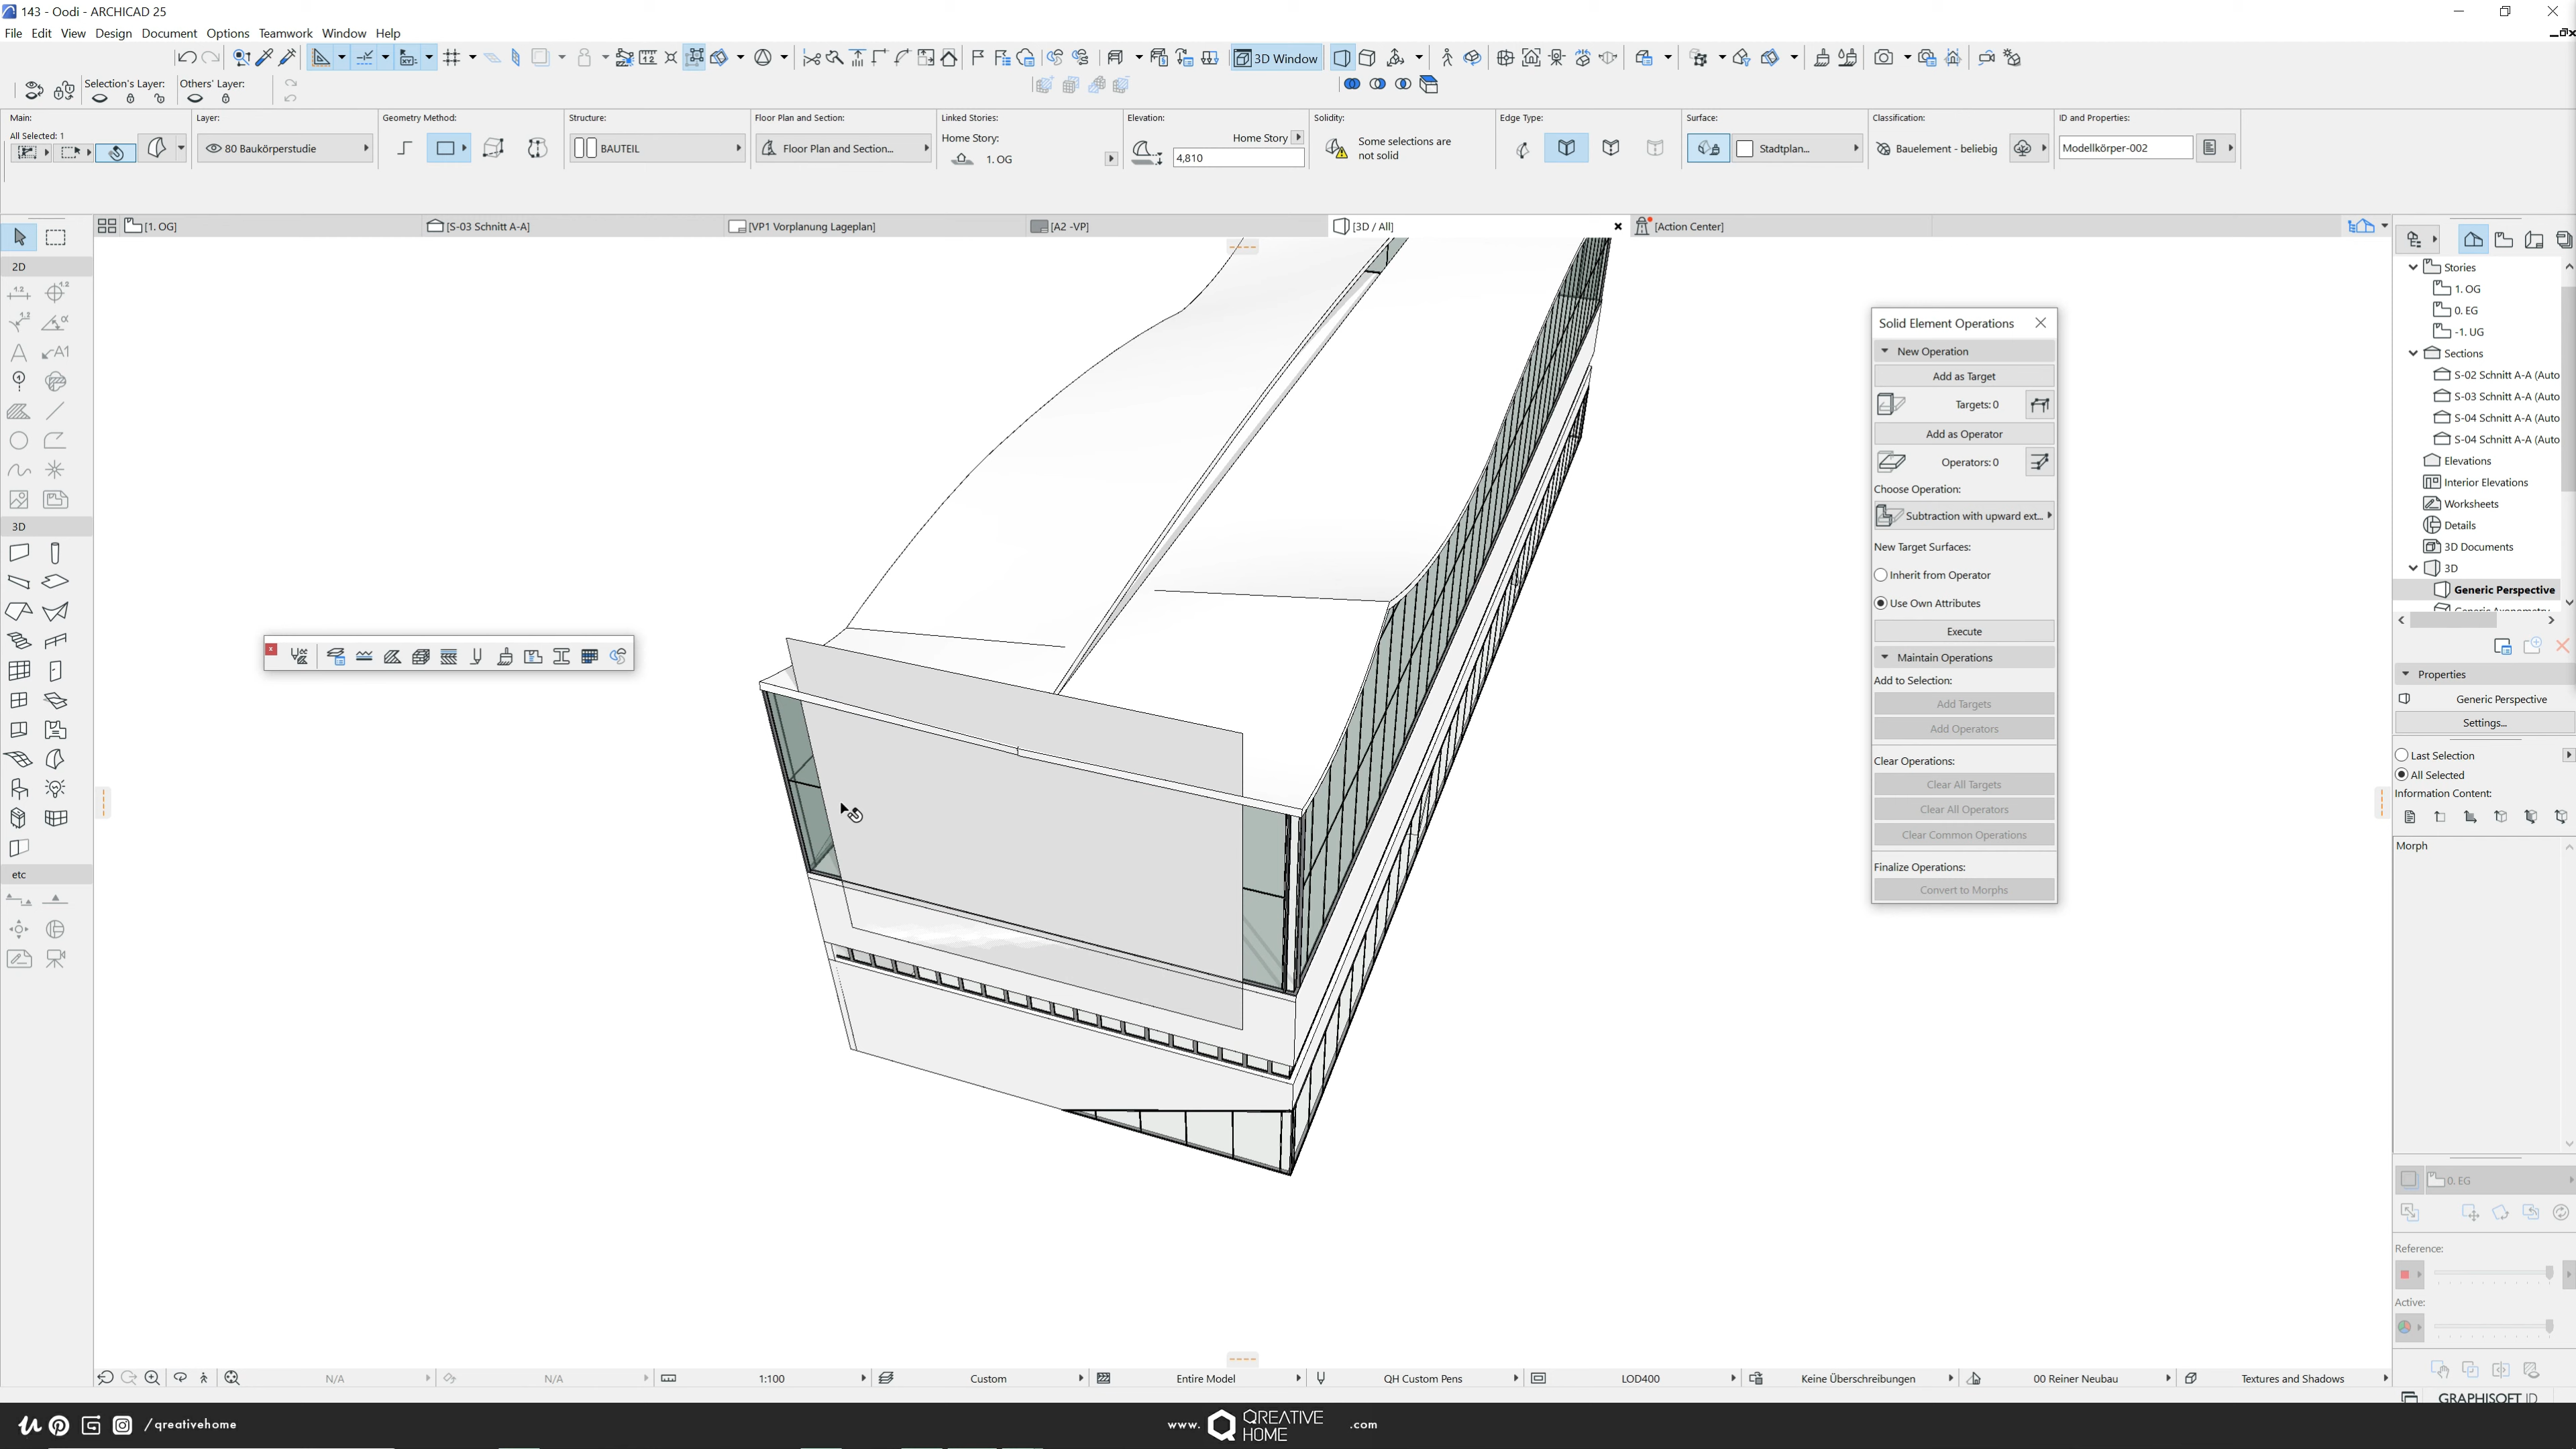 143 - Oodi - ARCHICAD 25
File Edit View Design Document Options Teamwork Window Help
3D Window
Selection's Layer: Others' Layer:
Main: Layer: Geometry Method: Structure: Floor Plan and Section: Linked Stories: Elevation: Solidity: Edge Type: Surface: Classification: ID and Properties:
All Selected: 1
80 Baukörperstudie
BAUTEIL
Floor Plan and Section...
Home Story:
1. OG
Home Story
4,810
Some selections are
not solid
Stadtplan...
Bauelement - beliebig
Modellkörper-002
[1. OG]
[S-03 Schnitt A-A]
[VP1 Vorplanung Lageplan]
[A2 -VP]
[3D / All]
[Action Center]
2D
3D
etc
Solid Element Operations
New Operation
Add as Target
Targets: 0
Add as Operator
Operators: 0
Choose Operation:
Subtraction with upward ext...
New Target Surfaces:
Inherit from Operator
Use Own Attributes
Execute
Maintain Operations
Add to Selection:
Add Targets
Add Operators
Clear Operations:
Clear All Targets
Clear All Operators
Clear Common Operations
Finalize Operations:
Convert to Morphs
Stories
1. OG
0. EG
-1. UG
Sections
S-02 Schnitt A-A (Auto
S-03 Schnitt A-A (Auto
S-04 Schnitt A-A (Auto
S-04 Schnitt A-A (Auto
Elevations
Interior Elevations
Worksheets
Details
3D Documents
3D
Generic Perspective
Properties
Generic Perspective
Settings...
Last Selection
All Selected
Information Content:
Morph
0. EG
Reference:
Active:
N/A
N/A
1:100
Custom
Entire Model
QH Custom Pens
LOD400
Keine Überschreibungen
00 Reiner Neubau
Textures and Shadows
GRAPHISOFT ID
/qreativehome
www. QREATIVE HOME .com